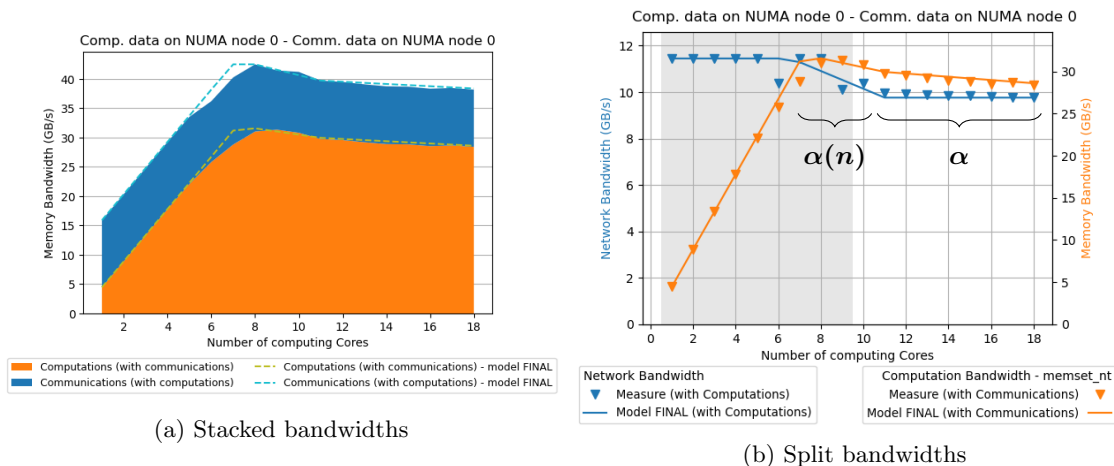 Comp. data on NUMA node 0 - Comm. data on NUMA node 0
Memory Bandwidth (GB/s)
40
35
30
25
20
15
10
5
0
2 4 6 8 10 12 14 16 18
Number of computing Cores
Computations (with communications)
Communications (with computations)
Computations (with communications) - model FINAL
Communications (with computations) - model FINAL
(a) Stacked bandwidths
Comp. data on NUMA node 0 - Comm. data on NUMA node 0
Network Bandwidth (GB/s)
12
10
8
6
4
2
0
α(n)
α
30
25
20
15
10
5
0
Memory Bandwidth (GB/s)
0 2 4 6 8 10 12 14 16 18
Number of computing Cores
Network Bandwidth
Measure (with Computations)
Model FINAL (with Computations)
Computation Bandwidth - memset_nt
Measure (with Communications)
Model FINAL (with Communications)
(b) Split bandwidths